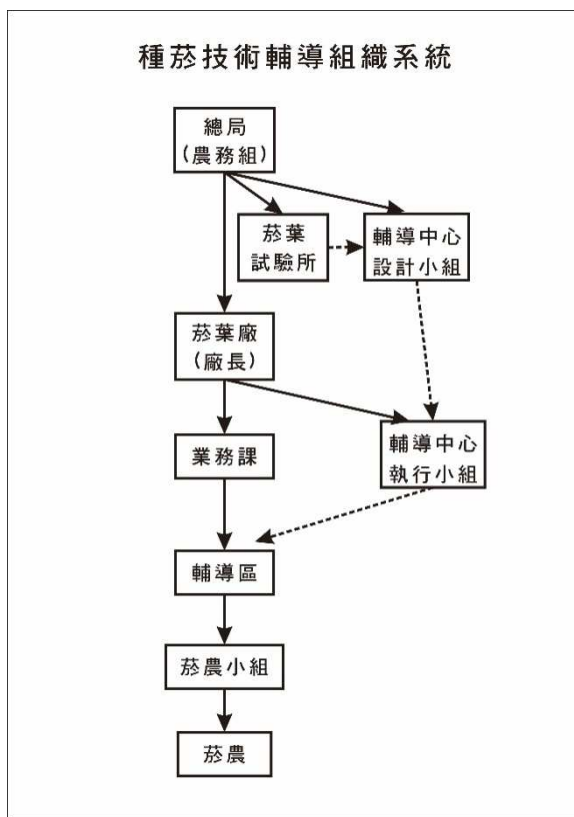 種菸技術輔導組織系統
總局
(農務組)
菸葉
試驗所
輔導中心
設計小組
菸葉廠
(廠長)
業務課
輔導中心
執行小組
輔導區
菸農小組
菸農